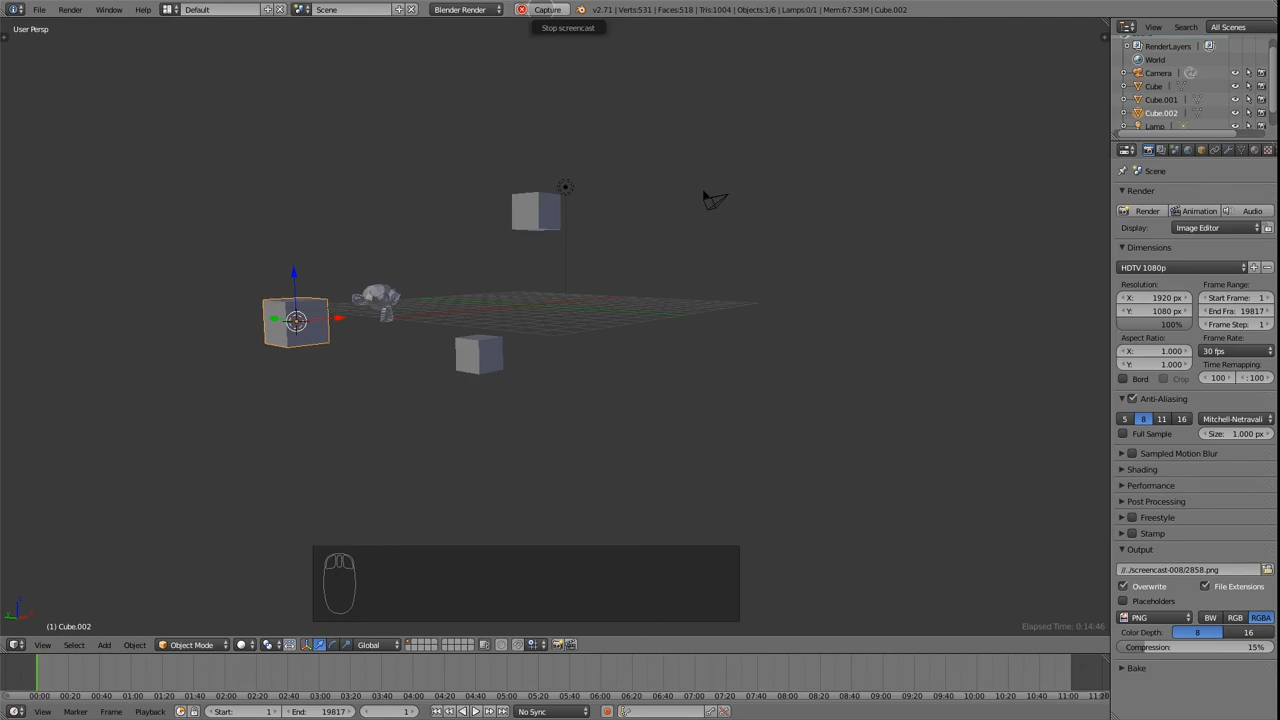 File Render Window Help Default Scene Blender Render Capture v2.71 | Verts:531 | Faces:518 | Tris:1004 | Objects:1/6 | Lamps:0/1 | Mem:67.53M | Cube.002
Stop screencast
User Persp
View Search All Scenes
RenderLayers
World
Camera
Cube
Cube.001
Cube.002
Lamp
Scene
Render
Render Animation Audio
Display: Image Editor
Dimensions
HDTV 1080p
Resolution: Frame Range:
X: 1920 px Start Frame: 1
Y: 1080 px End Fra: 19817
100% Frame Step: 1
Aspect Ratio: Frame Rate:
X: 1.000 30 fps
Y: 1.000 Time Remapping:
Bord Crop 100 : 100
Anti-Aliasing
5 8 11 16 Mitchell-Netravali
Full Sample Size: 1.000 px
Sampled Motion Blur
Shading
Performance
Post Processing
Freestyle
Stamp
Output
//../screencast-008/2858.png
Overwrite File Extensions
Placeholders
PNG BW RGB RGBA
Color Depth: 8 16
Compression: 15%
Bake
(1) Cube.002
Elapsed Time: 0:14:46
View Select Add Object Object Mode Global
00:00 00:20 00:40 01:00 01:20 01:40 02:00 02:20 02:40 03:00 03:20 03:40 04:00 04:20 04:40 05:00 05:20 05:40 06:00 06:20 06:40 07:00 07:20 07:40 08:00 08:20 08:40 09:00 09:20 09:40 10:00 10:20 10:40 11:00 11:20
View Marker Frame Playback Start: 1 End: 19817 1 No Sync